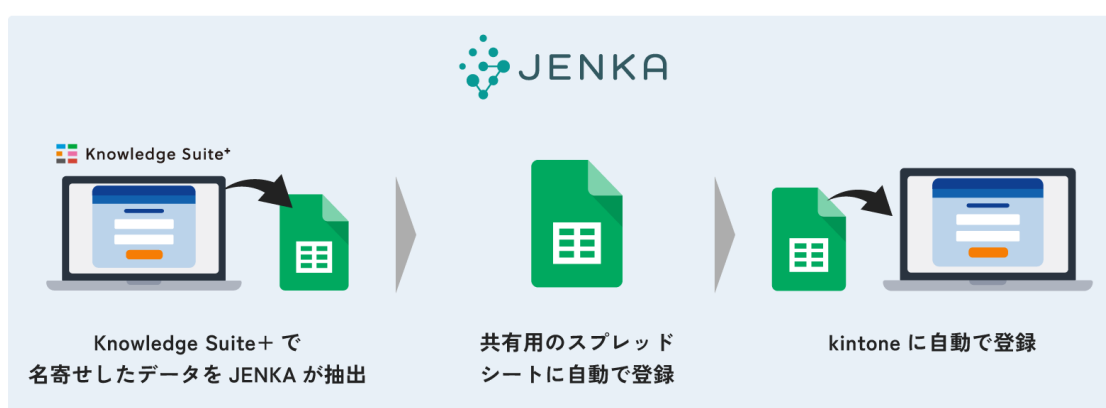 JENKA
Knowledge Suite+
Knowledge Suite＋ で
名寄せしたデータを JENKA が抽出
共有用のスプレッド
シートに自動で登録
kintone に自動で登録